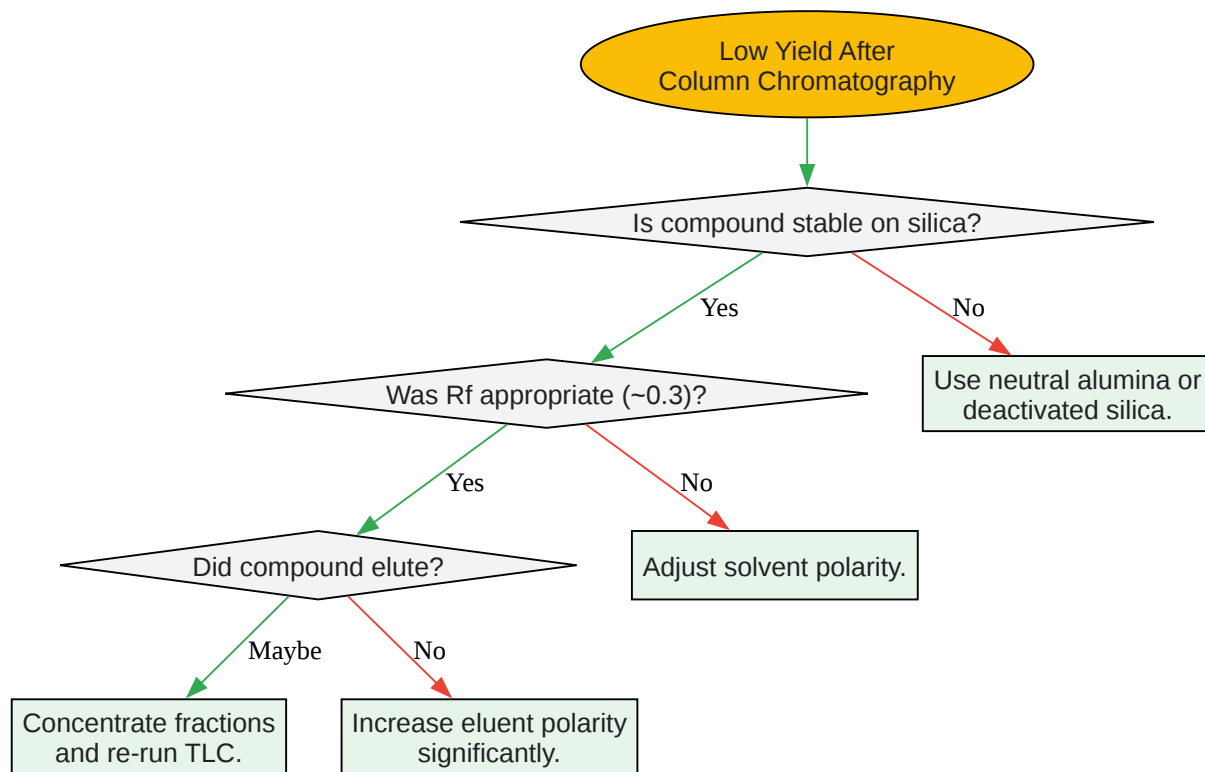 Low Yield After
Column Chromatography
Is compound stable on silica?
Yes
No
Was Rf appropriate (~0.3)?
Use neutral alumina or
deactivated silica.
Yes
No
Did compound elute?
Adjust solvent polarity.
Maybe
No
Concentrate fractions
and re-run TLC.
Increase eluent polarity
significantly.